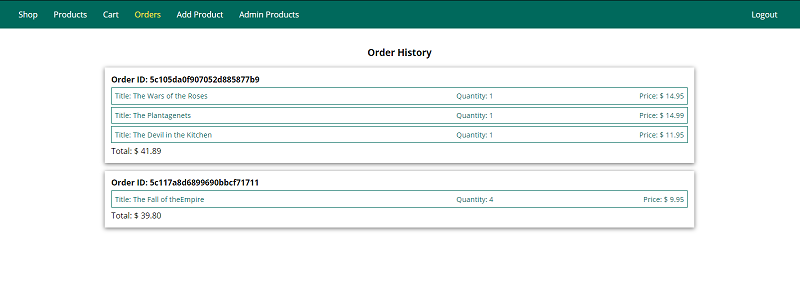 Shop Products Cart Orders Add Product Admin Products Logout
Order History
Order ID: 5c105da0f907052d885877b9
Title: The Wars of the Roses Quantity: 1 Price: $ 14.95
Title: The Plantagenets Quantity: 1 Price: $ 14.99
Title: The Devil in the Kitchen Quantity: 1 Price: $ 11.95
Total: $ 41.89
Order ID: 5c117a8d6899690bbcf71711
Title: The Fall of theEmpire Quantity: 4 Price: $ 9.95
Total: $ 39.80